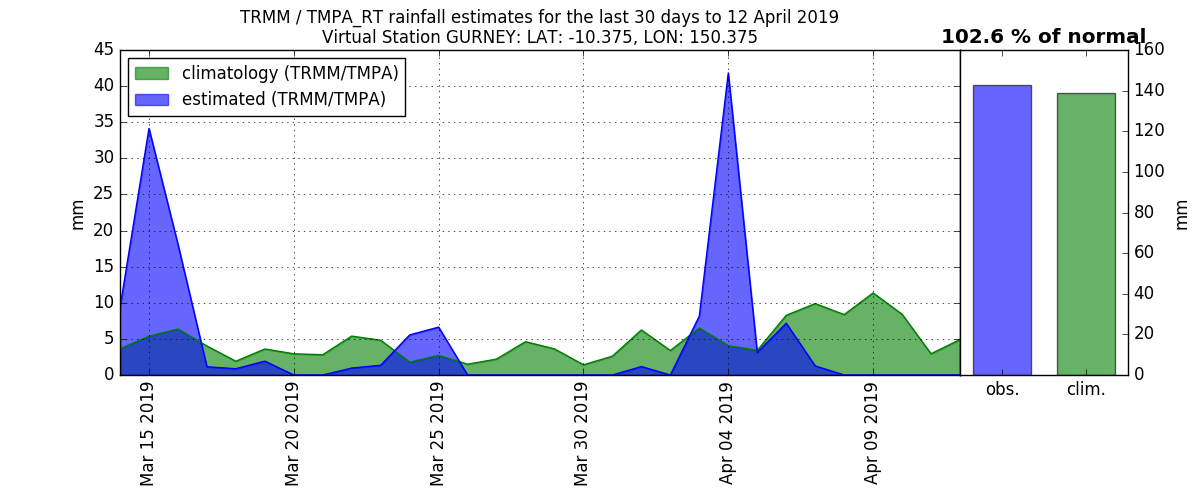 TRMM / TMPA_RT rainfall estimates for the last 30 days to 12 April 2019
Virtual Station GURNEY: LAT: -10.375, LON: 150.375
102.6 % of normal
climatology (TRMM/TMPA)
estimated (TRMM/TMPA)
45
40
35
30
25
20
15
10
5
0
mm
160
140
120
100
80
60
40
20
0
mm
Mar 15 2019
Mar 20 2019
Mar 25 2019
Mar 30 2019
Apr 04 2019
Apr 09 2019
obs.
clim.